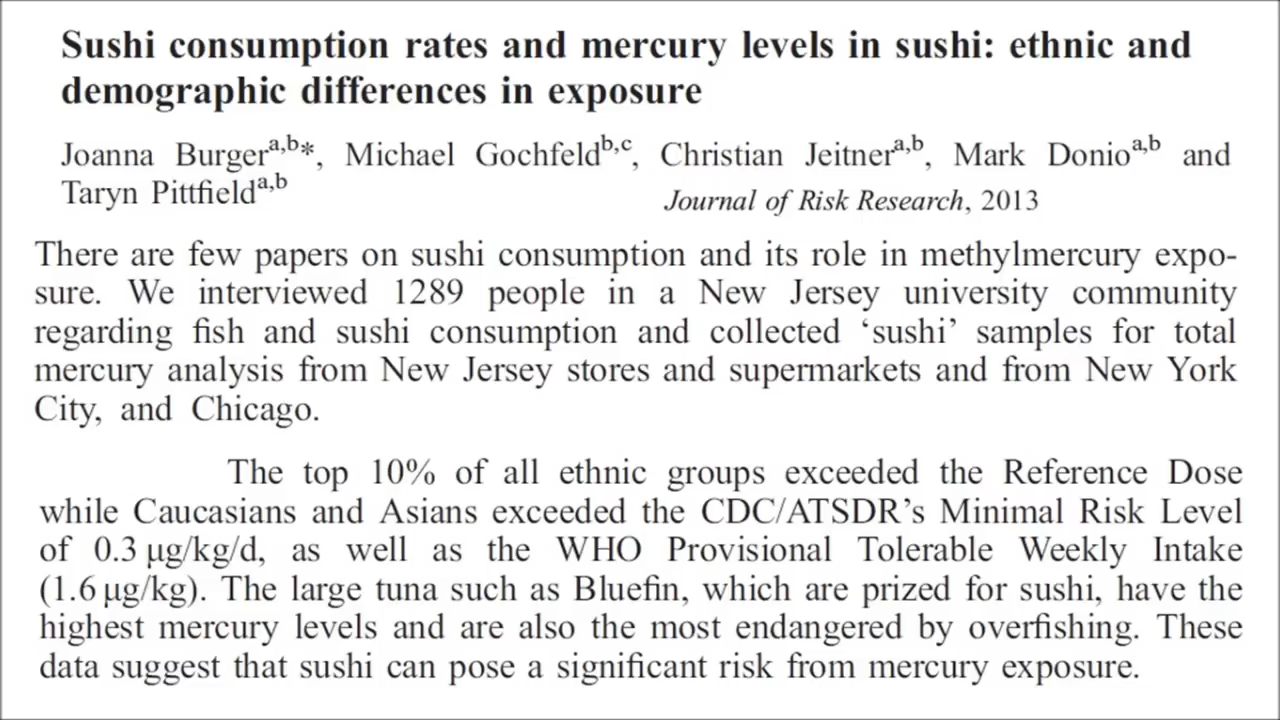 Sushi consumption rates and mercury levels in sushi: ethnic and
demographic differences in exposure
Joanna Burgera,b*, Michael Gochfeldb,c, Christian Jeitnera,b, Mark Donioa,b and
Taryn Pittfielda,b
Journal of Risk Research, 2013
There are few papers on sushi consumption and its role in methylmercury expo-
sure. We interviewed 1289 people in a New Jersey university community
regarding fish and sushi consumption and collected ‘sushi’ samples for total
mercury analysis from New Jersey stores and supermarkets and from New York
City, and Chicago.
The top 10% of all ethnic groups exceeded the Reference Dose
while Caucasians and Asians exceeded the CDC/ATSDR’s Minimal Risk Level
of 0.3 μg/kg/d, as well as the WHO Provisional Tolerable Weekly Intake
(1.6 μg/kg). The large tuna such as Bluefin, which are prized for sushi, have the
highest mercury levels and are also the most endangered by overfishing. These
data suggest that sushi can pose a significant risk from mercury exposure.